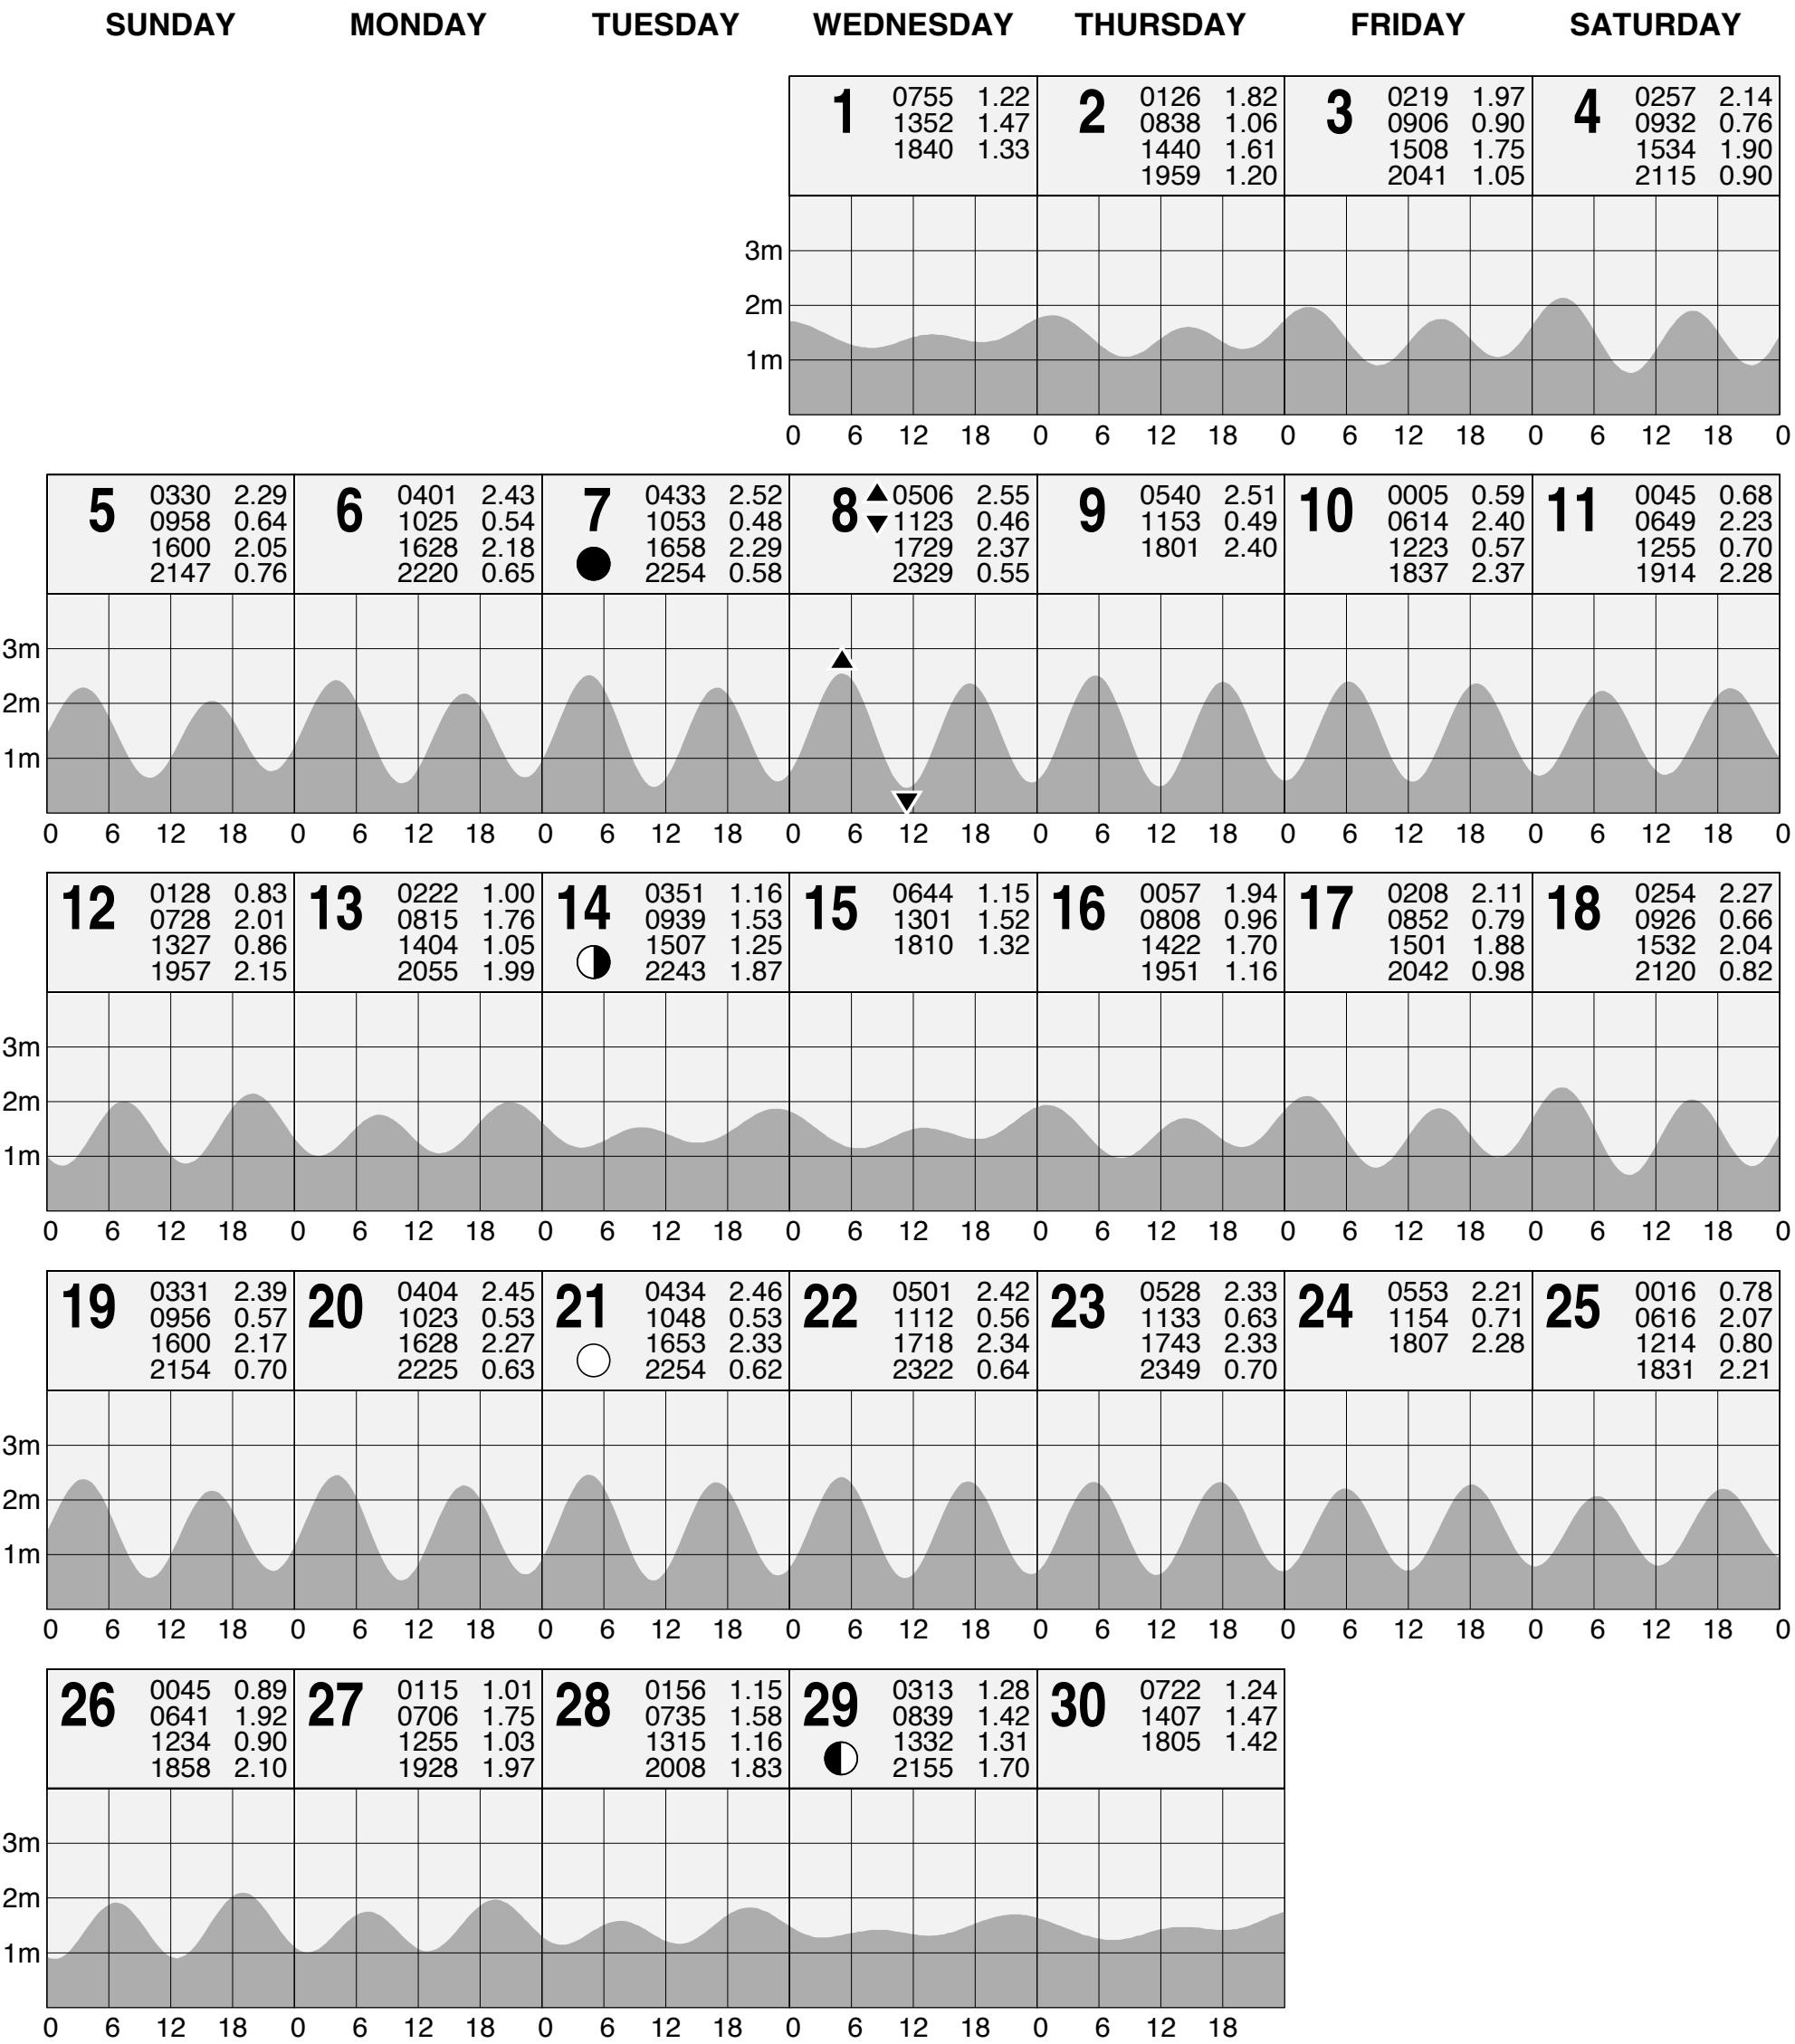 SUNDAY MONDAY TUESDAY WEDNESDAY THURSDAY FRIDAY SATURDAY
1 0755 1.22
1352 1.47
1840 1.33
2 0126 1.82
0838 1.06
1440 1.61
1959 1.20
3 0219 1.97
0906 0.90
1508 1.75
2041 1.05
4 0257 2.14
0932 0.76
1534 1.90
2115 0.90
3m
2m
1m
0 6 12 18 0 6 12 18 0 6 12 18 0 6 12 18 0
5 0330 2.29
0958 0.64
1600 2.05
2147 0.76
6 0401 2.43
1025 0.54
1628 2.18
2220 0.65
7 0433 2.52
1053 0.48
1658 2.29
2254 0.58
8 0506 2.55
1123 0.46
1729 2.37
2329 0.55
9 0540 2.51
1153 0.49
1801 2.40
10 0005 0.59
0614 2.40
1223 0.57
1837 2.37
11 0045 0.68
0649 2.23
1255 0.70
1914 2.28
3m
2m
1m
0 6 12 18 0 6 12 18 0 6 12 18 0 6 12 18 0 6 12 18 0 6 12 18 0 6 12 18 0
12 0128 0.83
0728 2.01
1327 0.86
1957 2.15
13 0222 1.00
0815 1.76
1404 1.05
2055 1.99
14 0351 1.16
0939 1.53
1507 1.25
2243 1.87
15 0644 1.15
1301 1.52
1810 1.32
16 0057 1.94
0808 0.96
1422 1.70
1951 1.16
17 0208 2.11
0852 0.79
1501 1.88
2042 0.98
18 0254 2.27
0926 0.66
1532 2.04
2120 0.82
3m
2m
1m
0 6 12 18 0 6 12 18 0 6 12 18 0 6 12 18 0 6 12 18 0 6 12 18 0 6 12 18 0
19 0331 2.39
0956 0.57
1600 2.17
2154 0.70
20 0404 2.45
1023 0.53
1628 2.27
2225 0.63
21 0434 2.46
1048 0.53
1653 2.33
2254 0.62
22 0501 2.42
1112 0.56
1718 2.34
2322 0.64
23 0528 2.33
1133 0.63
1743 2.33
2349 0.70
24 0553 2.21
1154 0.71
1807 2.28
25 0016 0.78
0616 2.07
1214 0.80
1831 2.21
3m
2m
1m
0 6 12 18 0 6 12 18 0 6 12 18 0 6 12 18 0 6 12 18 0 6 12 18 0 6 12 18 0
26 0045 0.89
0641 1.92
1234 0.90
1858 2.10
27 0115 1.01
0706 1.75
1255 1.03
1928 1.97
28 0156 1.15
0735 1.58
1315 1.16
2008 1.83
29 0313 1.28
0839 1.42
1332 1.31
2155 1.70
30 0722 1.24
1407 1.47
1805 1.42
3m
2m
1m
0 6 12 18 0 6 12 18 0 6 12 18 0 6 12 18 0 6 12 18